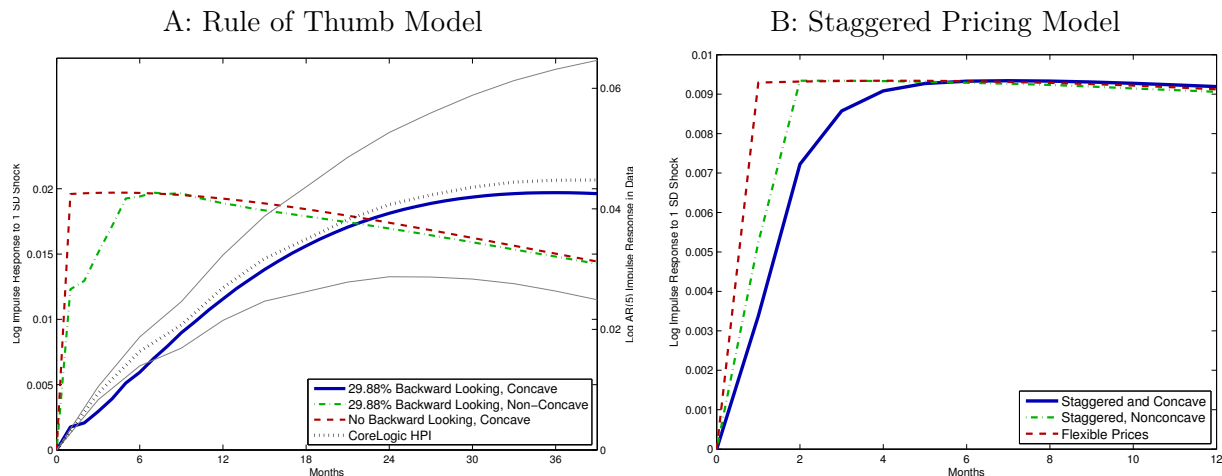 A: Rule of Thumb Model
Log Impulse Response to 1 SD Shock
0.02
0.015
0.01
0.005
0
0.06
0.04
0.02
0
Log AR(5) Impulse Response in Data
0 6 12 18 24 30 36
Months
29.88% Backward Looking, Concave
29.88% Backward Looking, Non−Concave
No Backward Looking, Concave
CoreLogic HPI
B: Staggered Pricing Model
Log Impulse Response to 1 SD Shock
0.01
0.009
0.008
0.007
0.006
0.005
0.004
0.003
0.002
0.001
0
0 2 4 6 8 10 12
Months
Staggered and Concave
Staggered, Nonconcave
Flexible Prices